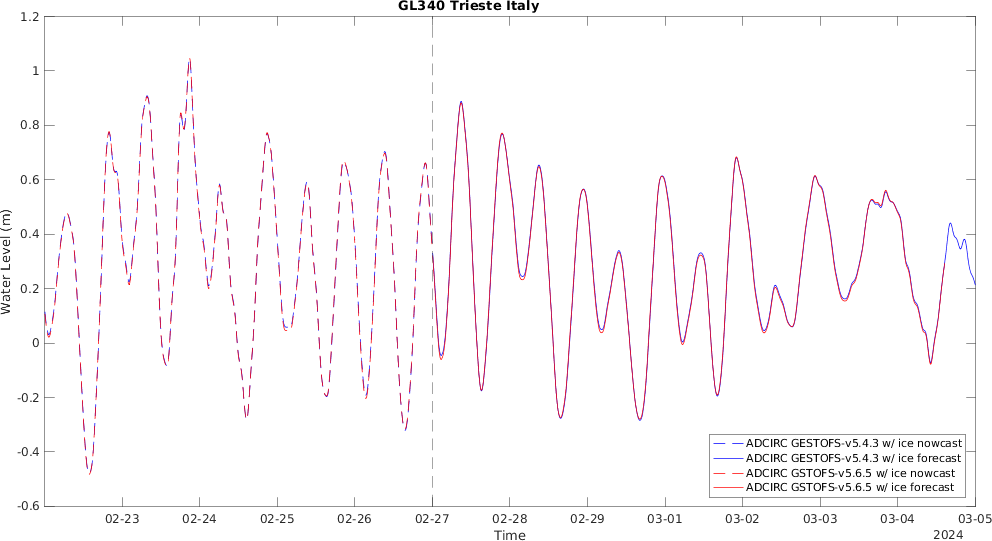 GL340 Trieste Italy
1.2
1
0.8
0.6
0.4
0.2
0
-0.2
-0.4
-0.6
Water Level (m)
ADCIRC GESTOFS-v5.4.3 w/ ice nowcast
ADCIRC GESTOFS-v5.4.3 w/ ice forecast
ADCIRC GSTOFS-v5.6.5 w/ ice nowcast
ADCIRC GSTOFS-v5.6.5 w/ ice forecast
02-23 02-24 02-25 02-26 02-27 02-28 02-29 03-01 03-02 03-03 03-04 03-05
Time
2024